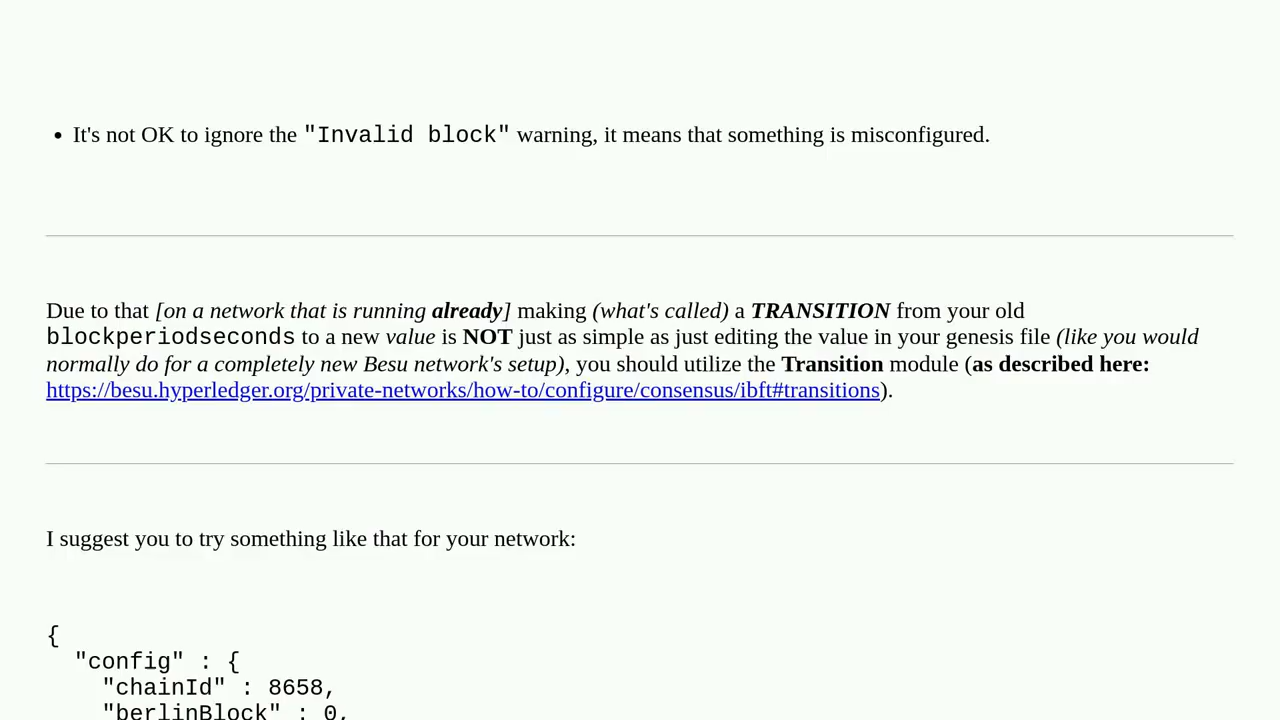 • It's not OK to ignore the "Invalid block" warning, it means that something is misconfigured.
Due to that [on a network that is running already] making (what's called) a TRANSITION from your old
blockperiodseconds to a new value is NOT just as simple as just editing the value in your genesis file (like you would
normally do for a completely new Besu network's setup), you should utilize the Transition module (as described here:
https://besu.hyperledger.org/private-networks/how-to/configure/consensus/ibft#transitions).
I suggest you to try something like that for your network:
{
  "config" : {
    "chainId" : 8658,
    "berlinBlock" : 0,